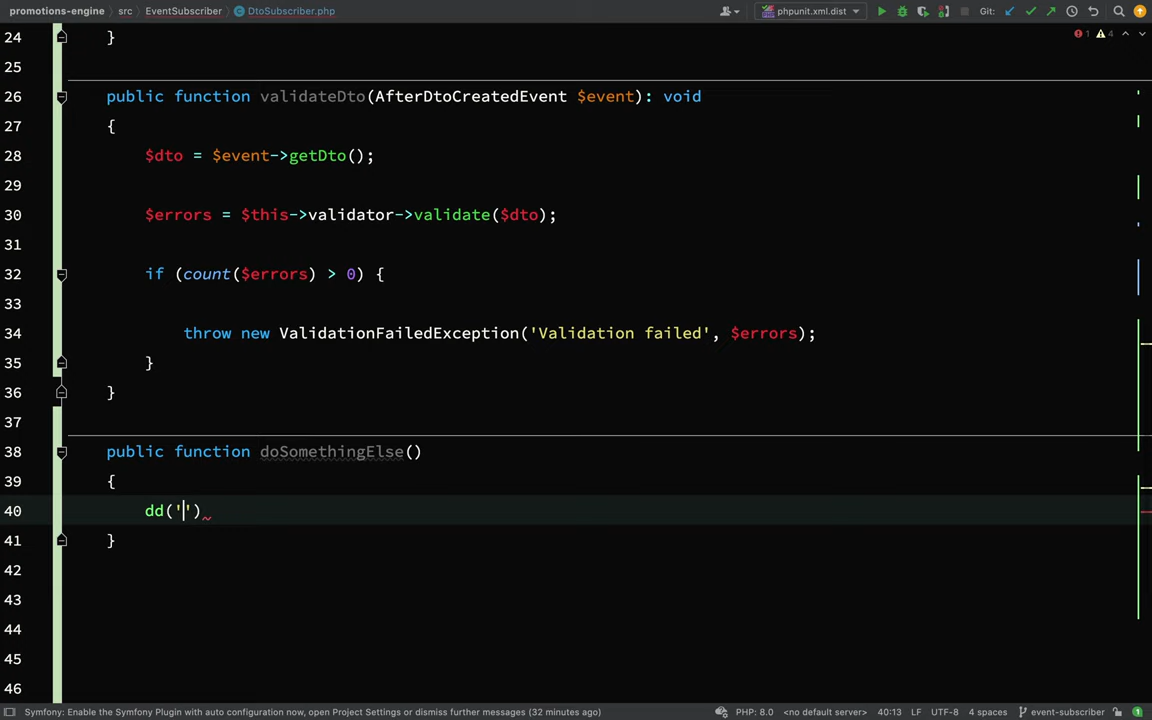 promotions-engine src EventSubscriber DtoSubscriber.php phpunit.xml.dist Git:
24 }
1 4
25
26 public function validateDto(AfterDtoCreatedEvent $event): void
27 {
28 $dto = $event->getDto();
29
30 $errors = $this->validator->validate($dto);
31
32 if (count($errors) > 0) {
33
34 throw new ValidationFailedException('Validation failed', $errors);
35 }
36 }
37
38 public function doSomethingElse()
39 {
40 dd('')
41 }
42
43
44
45
46
Symfony: Enable the Symfony Plugin with auto configuration now, open Project Settings or dismiss further messages (32 minutes ago) PHP: 8.0 <no default server> 40:13 LF UTF-8 4 spaces event-subscriber 1